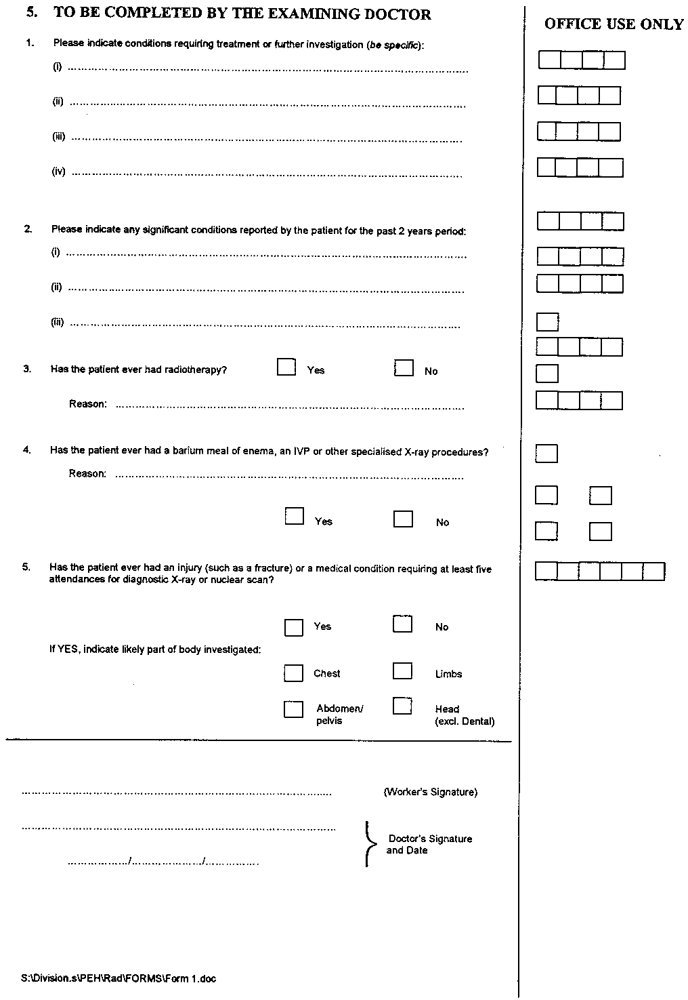 5. TO BE COMPLETED BY THE EXAMINING DOCTOR
OFFICE USE ONLY
1. Please indicate conditions requiring treatment or further investigation (be specific):
(i) ....................................................................................................
(ii) ....................................................................................................
(iii) ....................................................................................................
(iv) ....................................................................................................
2. Please indicate any significant conditions reported by the patient for the past 2 years period:
(i) ....................................................................................................
(ii) ....................................................................................................
(iii) ....................................................................................................
3. Has the patient ever had radiotherapy? Yes No
Reason: ....................................................................................
4. Has the patient ever had a barium meal of enema, an IVP or other specialised X-ray procedures?
Reason: ....................................................................................
Yes No
5. Has the patient ever had an injury (such as a fracture) or a medical condition requiring at least five
attendances for diagnostic X-ray or nuclear scan?
Yes No
If YES, indicate likely part of body investigated:
Chest Limbs
Abdomen/ Head
pelvis (excl. Dental)
............................................................................ (Worker's Signature)
............................................................................
Doctor's Signature
and Date
................../...................../..............
S:\Division.s\PEH\Rad\FORMS\Form 1.doc